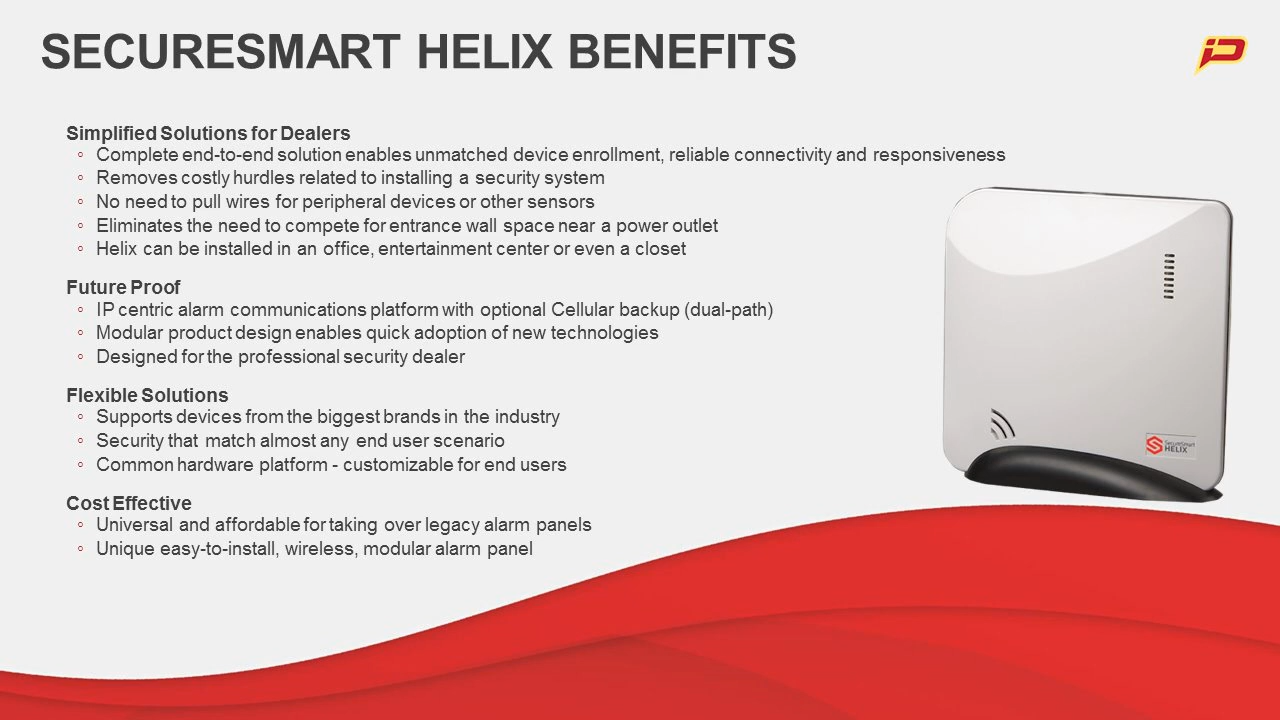 SECURESMART HELIX BENEFITS
Simplified Solutions for Dealers
◦ Complete end-to-end solution enables unmatched device enrollment, reliable connectivity and responsiveness
◦ Removes costly hurdles related to installing a security system
◦ No need to pull wires for peripheral devices or other sensors
◦ Eliminates the need to compete for entrance wall space near a power outlet
◦ Helix can be installed in an office, entertainment center or even a closet
Future Proof
◦ IP centric alarm communications platform with optional Cellular backup (dual-path)
◦ Modular product design enables quick adoption of new technologies
◦ Designed for the professional security dealer
Flexible Solutions
◦ Supports devices from the biggest brands in the industry
◦ Security that match almost any end user scenario
◦ Common hardware platform - customizable for end users
Cost Effective
◦ Universal and affordable for taking over legacy alarm panels
◦ Unique easy-to-install, wireless, modular alarm panel
SecureSmart
HELIX